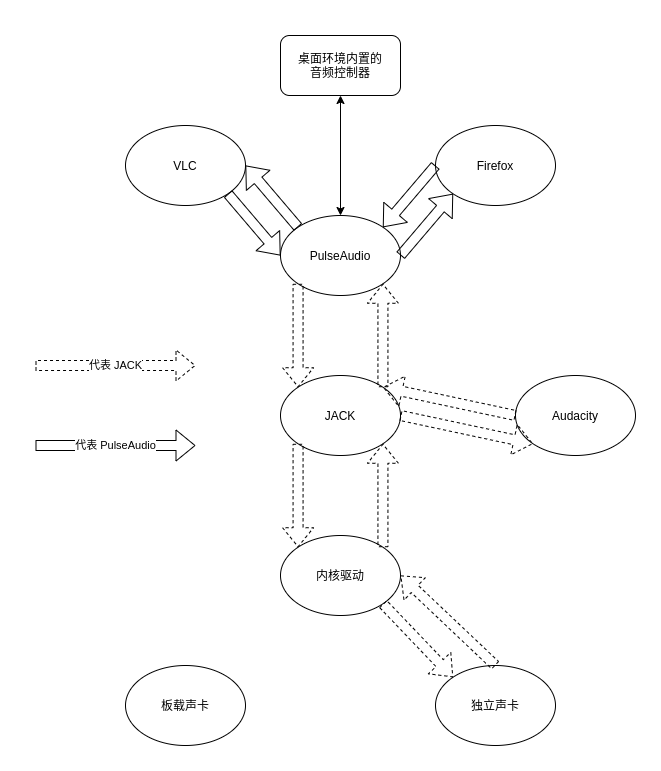 桌面环境内置的
音频控制器
VLC
Firefox
PulseAudio
代表 JACK
JACK
Audacity
代表 PulseAudio
内核驱动
板载声卡
独立声卡